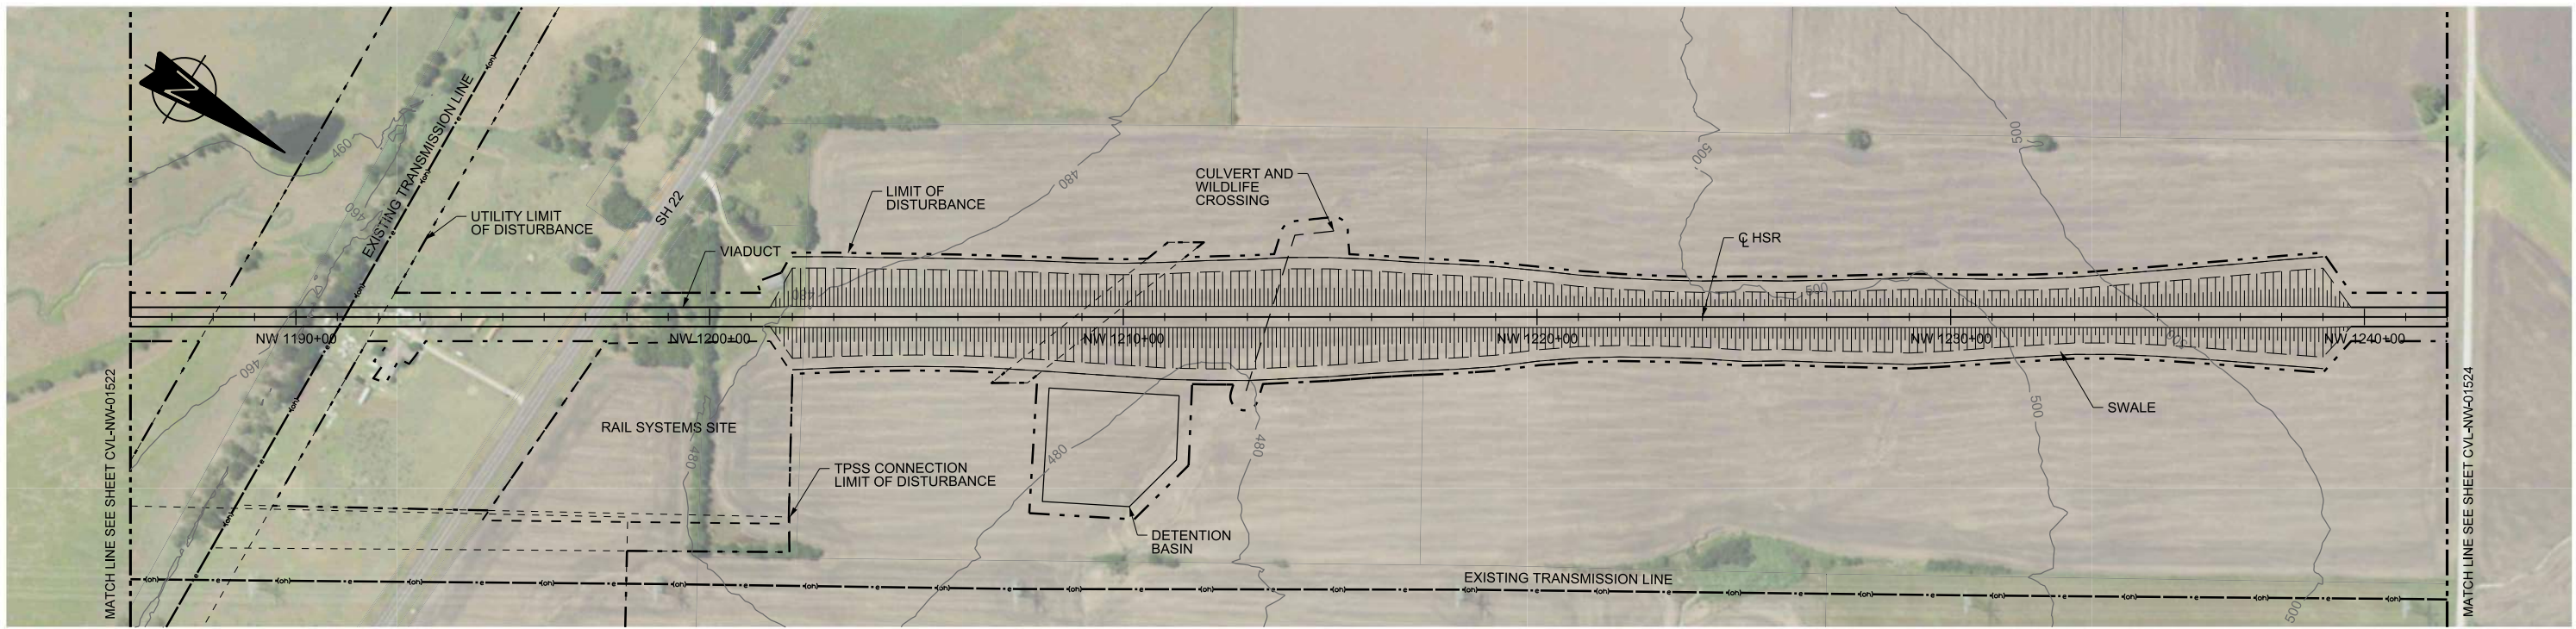 N
460
EXISTING TRANSMISSION LINE
460
UTILITY LIMIT
OF DISTURBANCE
SH 22
VIADUCT
LIMIT OF
DISTURBANCE
480
CULVERT AND
WILDLIFE
CROSSING
500
500
℄ HSR
480
500
NW 1190+00
NW 1200+00
NW 1210+00
NW 1220+00
NW 1230+00
NW 1240+00
500
460
MATCH LINE SEE SHEET CVL-NW-01522
RAIL SYSTEMS SITE
480
TPSS CONNECTION
LIMIT OF DISTURBANCE
480
480
DETENTION
BASIN
500
SWALE
MATCH LINE SEE SHEET CVL-NW-01524
EXISTING TRANSMISSION LINE
500